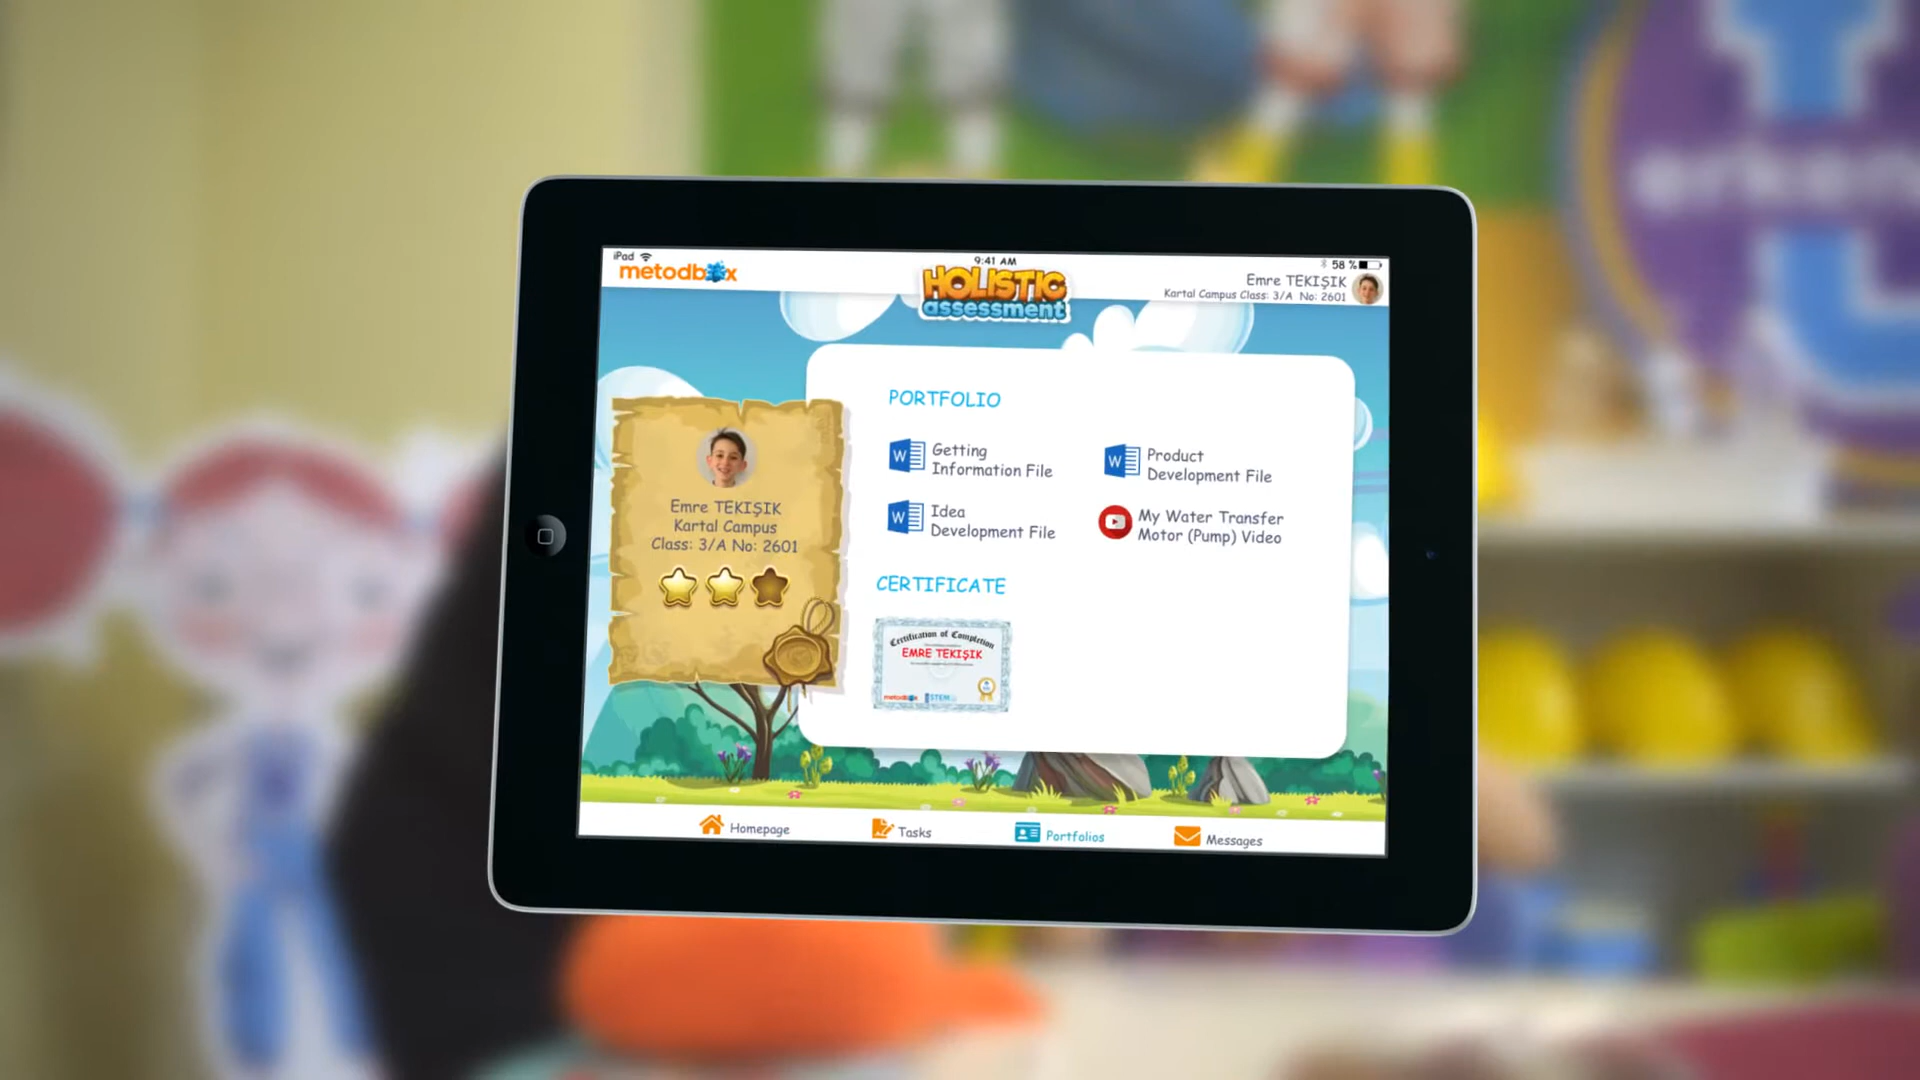 iPad
9:41 AM
58 %
metodbox
HOLISTIC
assessment
Emre TEKIŞIK
Kartal Campus Class: 3/A No: 2601
Emre TEKIŞIK
Kartal Campus
Class: 3/A No: 2601
PORTFOLIO
W
Getting
Information File
W
Product
Development File
W
Idea
Development File
My Water Transfer
Motor (Pump) Video
CERTIFICATE
Certification of Completion
EMRE TEKIŞIK
metodbox
STEM
Homepage
Tasks
Portfolios
Messages